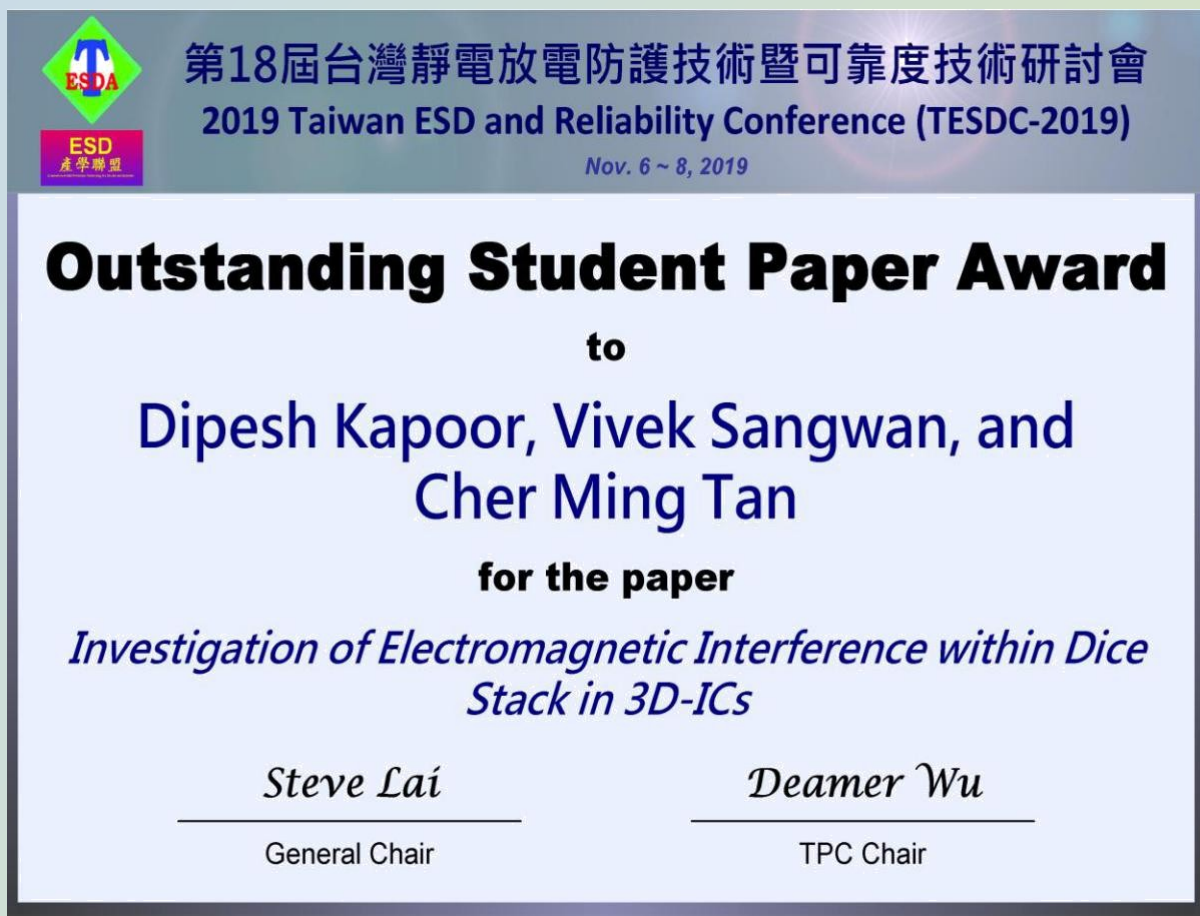 第18屆台灣靜電放電防護技術暨可靠度技術研討會
2019 Taiwan ESD and Reliability Conference (TESDC-2019)
Nov. 6 ~ 8, 2019
T
ESDA
ESD
產學聯盟
Outstanding Student Paper Award
to
Dipesh Kapoor, Vivek Sangwan, and
Cher Ming Tan
for the paper
Investigation of Electromagnetic Interference within Dice
Stack in 3D-ICs
Steve Lai
Deamer Wu
General Chair
TPC Chair